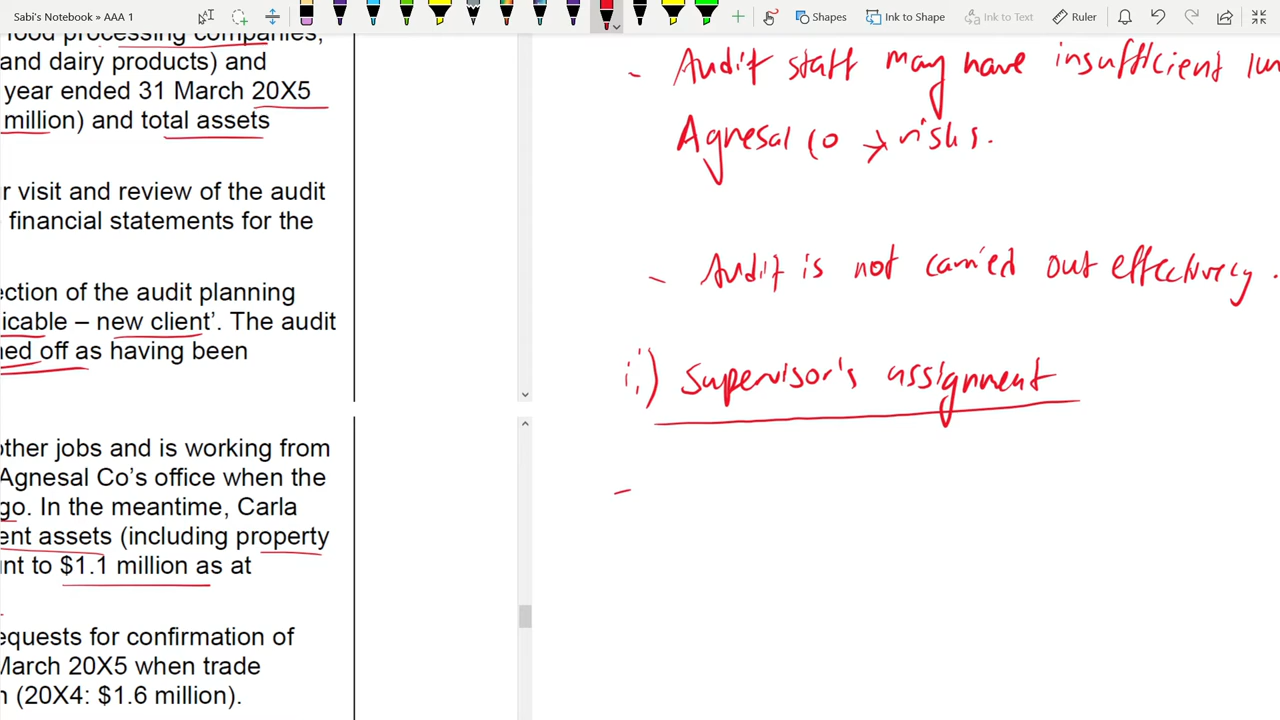 Sabi's Notebook » AAA 1
Shapes
Ink to Shape
Ink to Text
Ruler
food processing companies,
and dairy products) and
year ended 31 March 20X5
million) and total assets
r visit and review of the audit
financial statements for the
ection of the audit planning
icable – new client'. The audit
ned off as having been
other jobs and is working from
Agnesal Co's office when the
go. In the meantime, Carla
ent assets (including property
nt to $1.1 million as at
equests for confirmation of
March 20X5 when trade
n (20X4: $1.6 million).
- Audit staff may have insufficient
Agnesal Co → risks.
- Audit is not carried out effectively.
ii) Supervisor's assignment
-